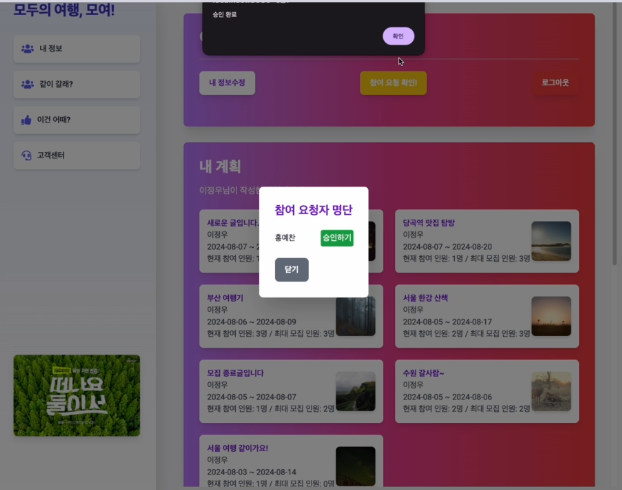 모두의 여행, 모여!
내 정보
같이 갈래?
이건 어때?
고객센터
승인 완료
확인
내 정보수정
참여 요청 확인!
로그아웃
내 계획
이정우님이 작성
참여 요청자 명단
홍예찬
승인하기
닫기
새로운 글입니다.
이정우
2024-08-07 ~ 2
현재 참여 인원: 1
당곡역 맛집 탐방
이정우
2024-08-07 ~ 2024-08-20
현재 참여 인원: 1명 / 최대 모집 인원: 3명
부산 여행기
이정우
2024-08-06 ~ 2024-08-09
현재 참여 인원: 3명 / 최대 모집 인원: 3명
서울 한강 산책
이정우
2024-08-05 ~ 2024-08-17
현재 참여 인원: 2명 / 최대 모집 인원: 3명
모집 종료글입니다
이정우
2024-08-05 ~ 2024-08-07
현재 참여 인원: 1명 / 최대 모집 인원: 2명
수원 갈사람~
이정우
2024-08-05 ~ 2024-08-06
현재 참여 인원: 2명 / 최대 모집 인원: 2명
서울 여행 같이가요!
이정우
2024-08-03 ~ 2024-08-14
현재 참여 인원: 1명 / 최대 모집 인원: 0명